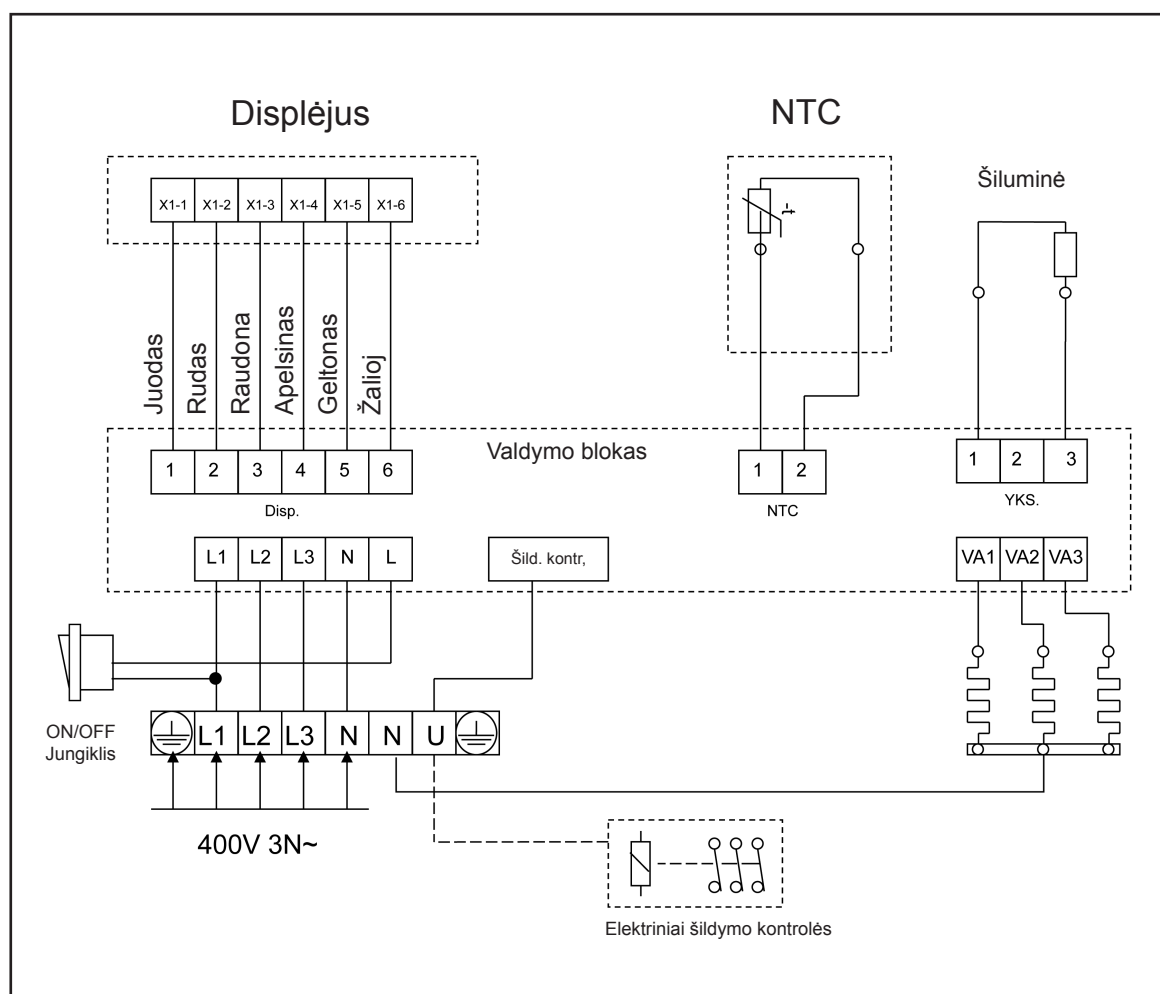 Displėjus
NTC
Šiluminė
X1-1 X1-2 X1-3 X1-4 X1-5 X1-6
-t
Juodas
Rudas
Raudona
Apelsinas
Geltonas
Žalioj
Valdymo blokas
1 2 3 4 5 6
Disp.
1 2
NTC
1 2 3
YKS.
L1 L2 L3 N L
Šild. kontr,
VA1 VA2 VA3
ON/OFF
Jungiklis
L1 L2 L3 N N U
400V 3N~
Elektriniai šildymo kontrolės